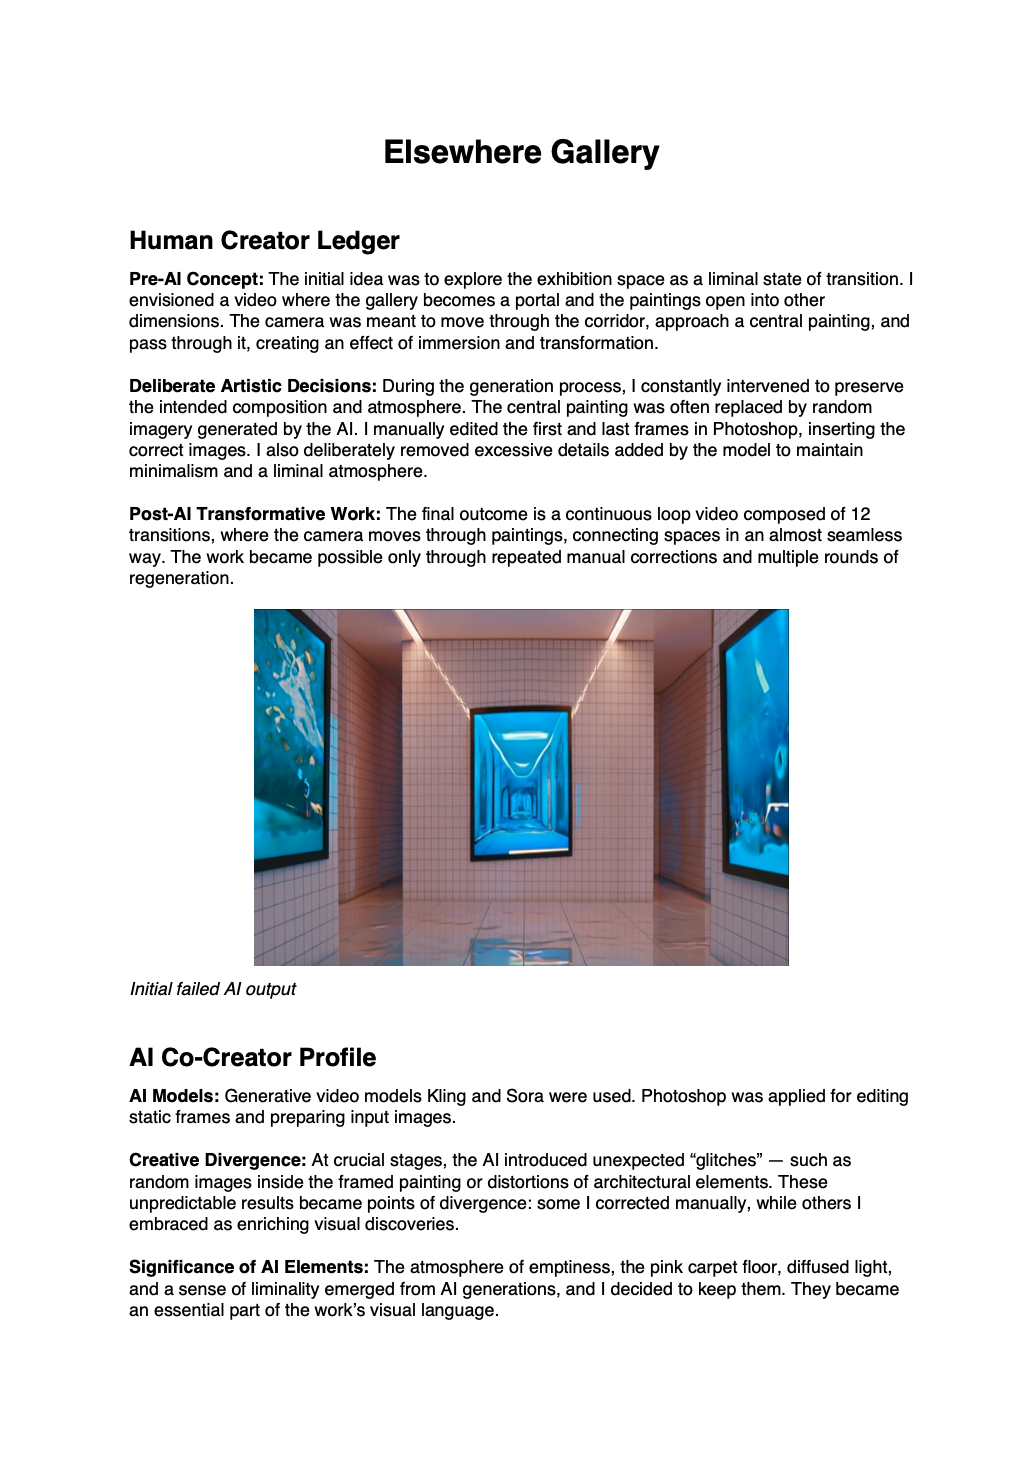 Elsewhere Gallery
Human Creator Ledger
Pre-AI Concept: The initial idea was to explore the exhibition space as a liminal state of transition. I
envisioned a video where the gallery becomes a portal and the paintings open into other
dimensions. The camera was meant to move through the corridor, approach a central painting, and
pass through it, creating an effect of immersion and transformation.
Deliberate Artistic Decisions: During the generation process, I constantly intervened to preserve
the intended composition and atmosphere. The central painting was often replaced by random
imagery generated by the AI. I manually edited the first and last frames in Photoshop, inserting the
correct images. I also deliberately removed excessive details added by the model to maintain
minimalism and a liminal atmosphere.
Post-AI Transformative Work: The final outcome is a continuous loop video composed of 12
transitions, where the camera moves through paintings, connecting spaces in an almost seamless
way. The work became possible only through repeated manual corrections and multiple rounds of
regeneration.
Initial failed AI output
AI Co-Creator Profile
AI Models: Generative video models Kling and Sora were used. Photoshop was applied for editing
static frames and preparing input images.
Creative Divergence: At crucial stages, the AI introduced unexpected “glitches” — such as
random images inside the framed painting or distortions of architectural elements. These
unpredictable results became points of divergence: some I corrected manually, while others I
embraced as enriching visual discoveries.
Significance of AI Elements: The atmosphere of emptiness, the pink carpet floor, diffused light,
and a sense of liminality emerged from AI generations, and I decided to keep them. They became
an essential part of the work’s visual language.